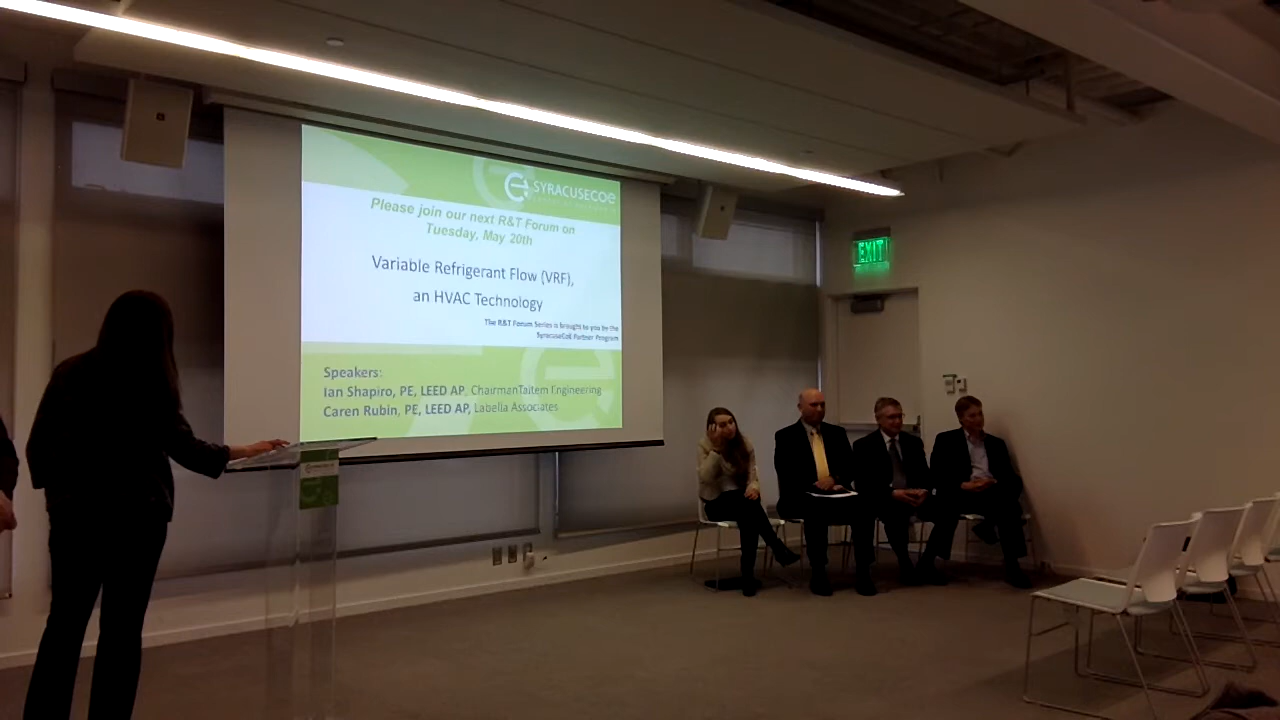 SYRACUSECOE
Please join our next R&T Forum on
Tuesday, May 20th
Variable Refrigerant Flow (VRF),
an HVAC Technology
The R&T Forum Series is brought to you by the
SyracuseCoE Partner Program
Speakers:
Ian Shapiro, PE, LEED AP, ChairmanTaitem Engineering
Caren Rubin, PE, LEED AP, Labella Associates
EXIT